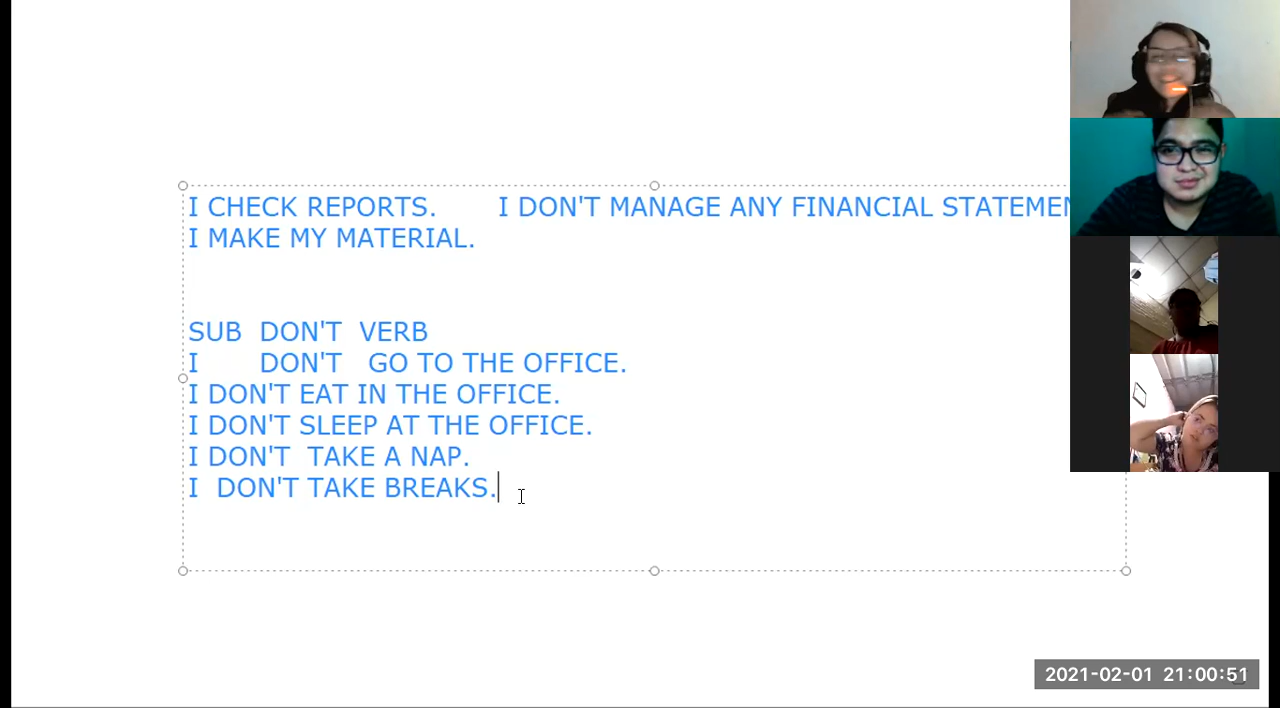 I CHECK REPORTS. I DON'T MANAGE ANY FINANCIAL
I MAKE MY MATERIAL.
SUB DON'T VERB
I DON'T GO TO THE OFFICE.
I DON'T EAT IN THE OFFICE.
I DON'T SLEEP AT THE OFFICE.
I DON'T TAKE A NAP.
I DON'T TAKE BREAKS.
2021-02-01 21:00:51